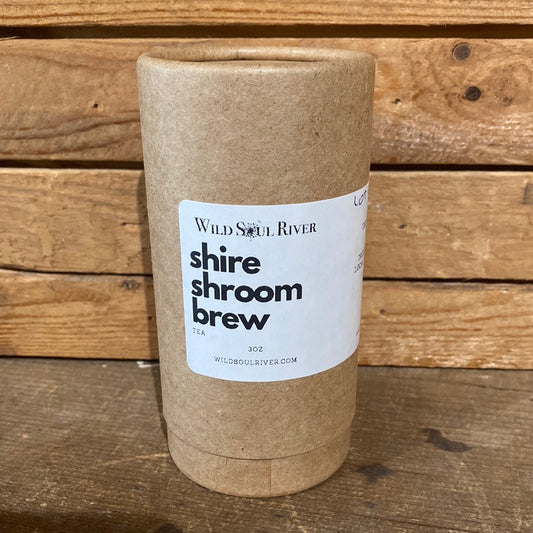 WILD SOUL RIVER
shire
shroom
brew
TEA
3OZ
WILDSOULRIVER.COM